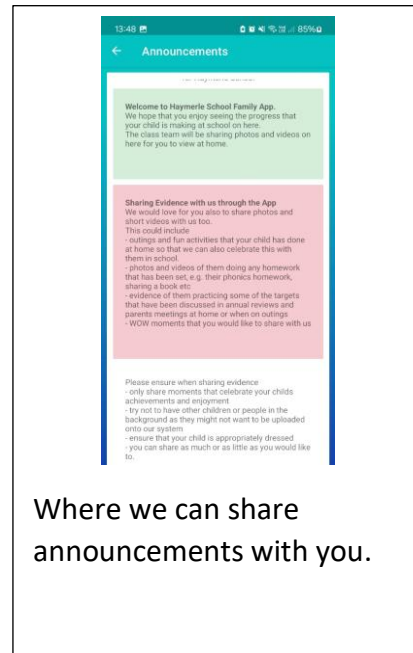 13:48
85%
Announcements
Welcome to Haymerle School Family App.
We hope that you enjoy seeing the progress that
your child is making at school on here.
The class team will be sharing photos and videos on
here for you to view at home.
Sharing Evidence with us through the App
We would love for you also to share photos and
short videos with us too.
This could include
- outings and fun activities that your child has done
at home so that we can also celebrate this with
them in school.
- photos and videos of them doing any homework
that has been set, e.g. their phonics homework,
sharing a book etc
- evidence of them practicing some of the targets
that have been discussed in annual reviews and
parents meetings at home or when on outings
- WOW moments that you would like to share with us
Please ensure when sharing evidence
- only share moments that celebrate your childs
achievements and enjoyment
- try not to have other children or people in the
background as they might not want to be uploaded
onto our system
- ensure that your child is appropriately dressed
- you can share as much or as little as you would like
to.
Where we can share
announcements with you.